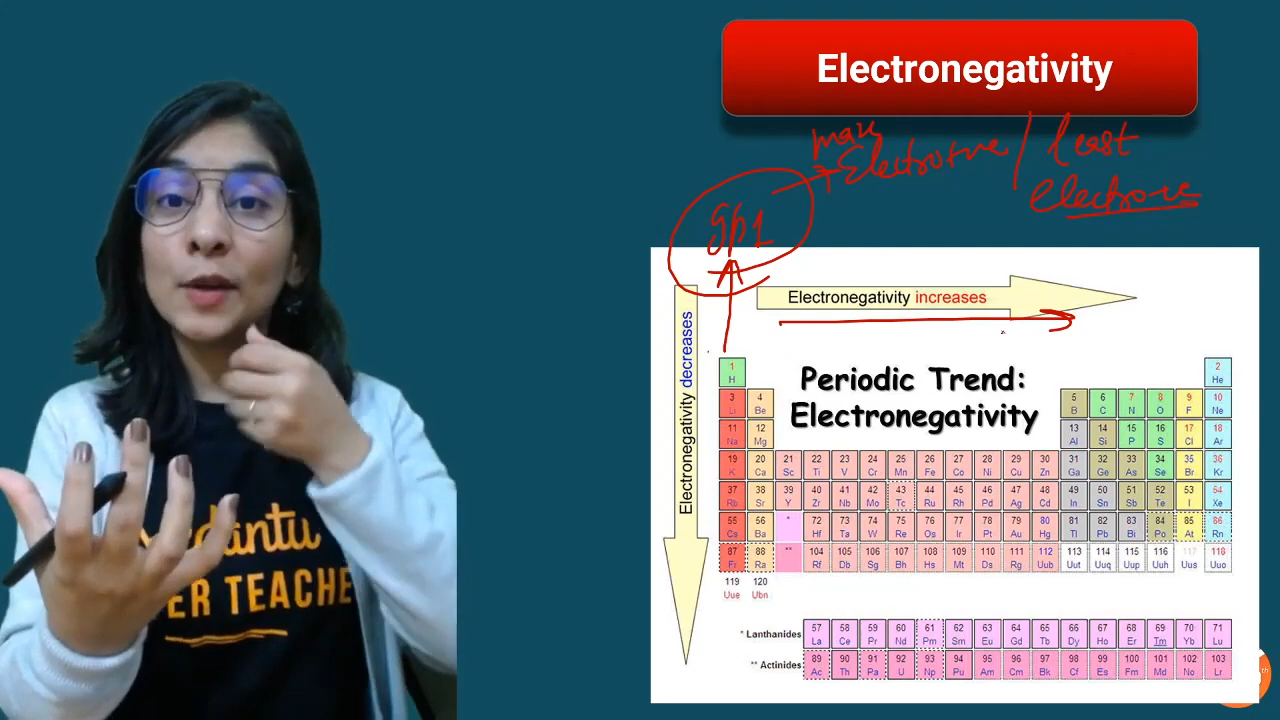 Electronegativity
max
Electro+ve / least
electro-ve
gp 1
Electronegativity increases
Electronegativity decreases
Periodic Trend:
Electronegativity
1 H 2 He
3 Li 4 Be 5 B 6 C 7 N 8 O 9 F 10 Ne
11 Na 12 Mg 13 Al 14 Si 15 P 16 S 17 Cl 18 Ar
19 K 20 Ca 21 Sc 22 Ti 23 V 24 Cr 25 Mn 26 Fe 27 Co 28 Ni 29 Cu 30 Zn 31 Ga 32 Ge 33 As 34 Se 35 Br 36 Kr
37 Rb 38 Sr 39 Y 40 Zr 41 Nb 42 Mo 43 Tc 44 Ru 45 Rh 46 Pd 47 Ag 48 Cd 49 In 50 Sn 51 Sb 52 Te 53 I 54 Xe
55 Cs 56 Ba * 72 Hf 73 Ta 74 W 75 Re 76 Os 77 Ir 78 Pt 79 Au 80 Hg 81 Tl 82 Pb 83 Bi 84 Po 85 At 86 Rn
87 Fr 88 Ra ** 104 Rf 105 Db 106 Sg 107 Bh 108 Hs 109 Mt 110 Ds 111 Rg 112 Uub 113 Uut 114 Uuq 115 Uup 116 Uuh 117 Uus 118 Uuo
119 Uue 120 Ubn
* Lanthanides 57 La 58 Ce 59 Pr 60 Nd 61 Pm 62 Sm 63 Eu 64 Gd 65 Tb 66 Dy 67 Ho 68 Er 69 Tm 70 Yb 71 Lu
** Actinides 89 Ac 90 Th 91 Pa 92 U 93 Np 94 Pu 95 Am 96 Cm 97 Bk 98 Cf 99 Es 100 Fm 101 Md 102 No 103 Lr
ER TEACHE